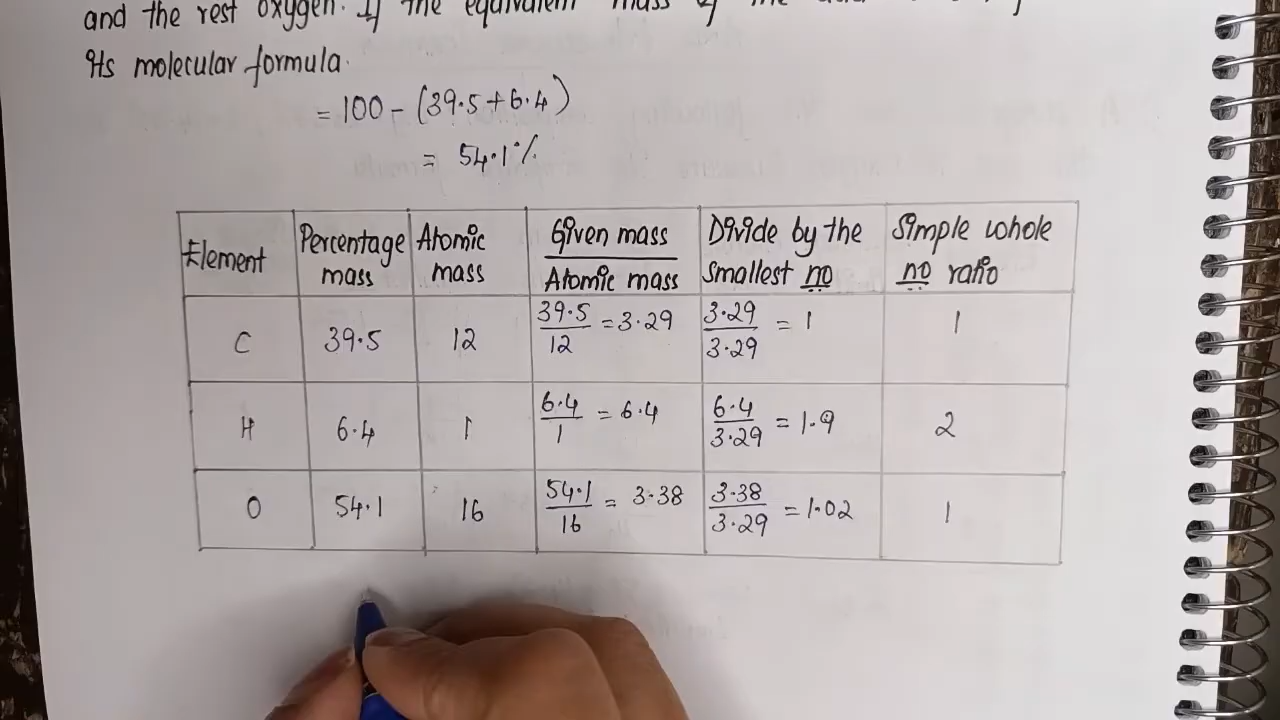 and the rest oxygen. If the equivalent mass of the
Its molecular formula.
= 100 - (39.5+6.4)
= 54.1%
Element
Percentage mass
Atomic mass
Given mass / Atomic mass
Divide by the smallest no
Simple whole no ratio
C
39.5
12
39.5/12 = 3.29
3.29/3.29 = 1
1
H
6.4
1
6.4/1 = 6.4
6.4/3.29 = 1.9
2
O
54.1
16
54.1/16 = 3.38
3.38/3.29 = 1.02
1